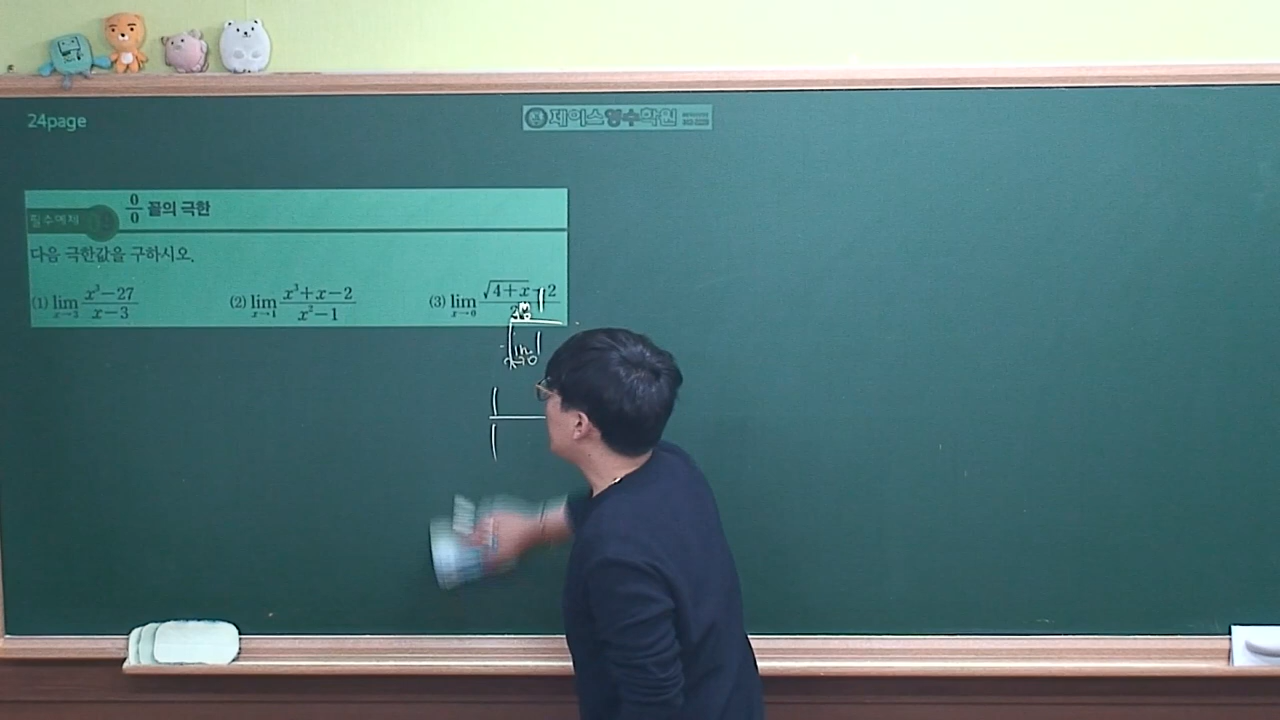 24page
제이스영수학원
필수예제
0/0 꼴의 극한
다음 극한값을 구하시오.
(1) lim x→3 (x³−27)/(x−3) (2) lim x→1 (x³+x−2)/(x²−1) (3) lim x→0 (√(4+x)−2)/